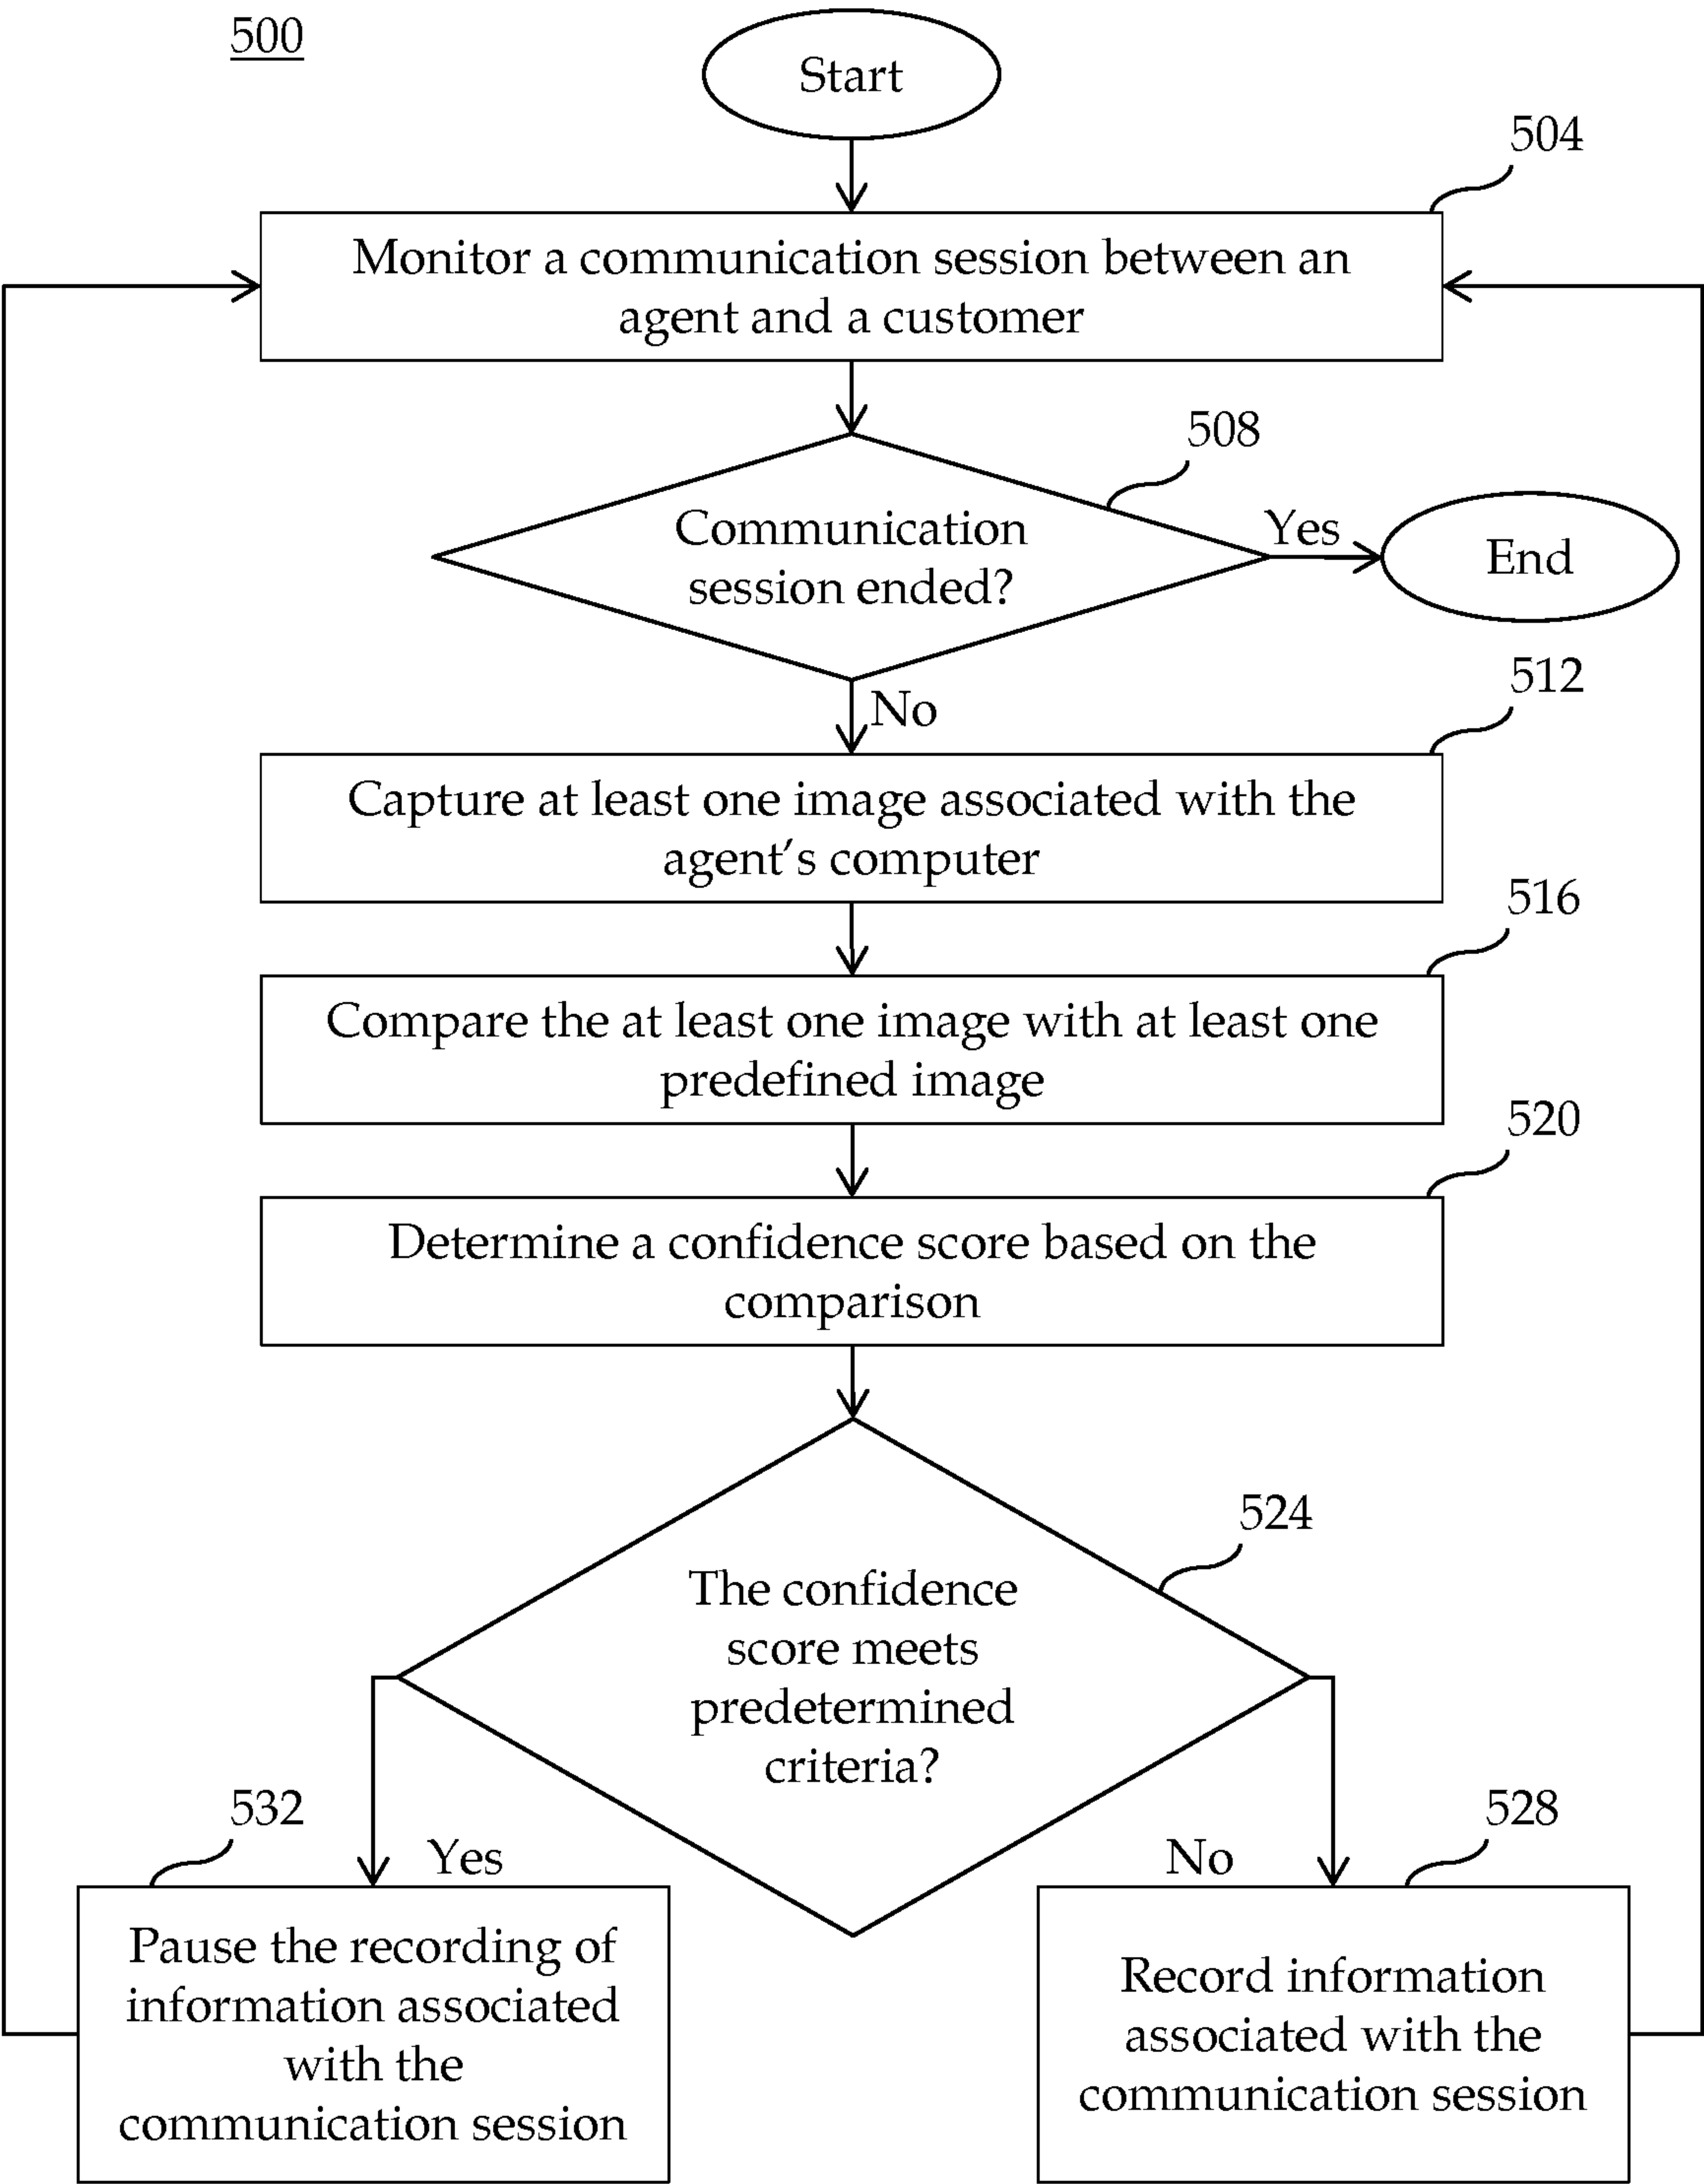 500
Start
504
Monitor a communication session between an
agent and a customer
508
Communication
session ended?
Yes
End
No
512
Capture at least one image associated with the
agent’s computer
516
Compare the at least one image with at least one
predefined image
520
Determine a confidence score based on the
comparison
524
The confidence
score meets
predetermined
criteria?
532
Yes
No
528
Pause the recording of
information associated
with the
communication session
Record information
associated with the
communication session